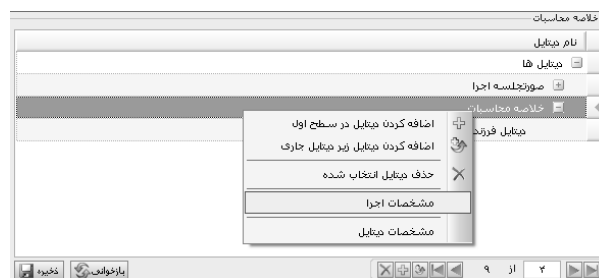 خلاصه محاسبات
نام دیتایل
دیتایل ها
صورتجلسه اجرا
خلاصه محاسبات
دیتایل فرزند
اضافه کردن دیتایل در سطح اول
اضافه کردن دیتایل زیر دیتایل جاری
حذف دیتایل انتخاب شده
مشخصات اجرا
مشخصات دیتایل
۴ از ۹
بازخوانی ذخیره